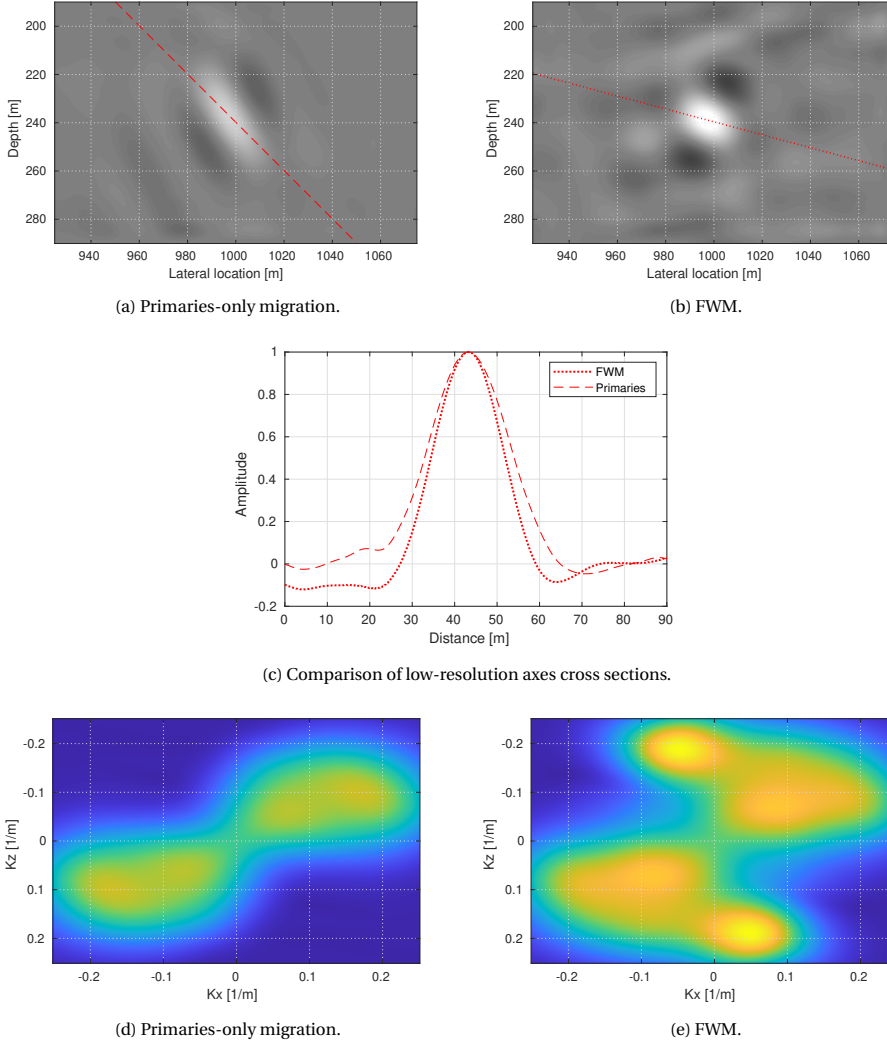 200
220
240
260
280
Depth [m]
940 960 980 1000 1020 1040 1060
Lateral location [m]
(a) Primaries-only migration.
200
220
240
260
280
Depth [m]
940 960 980 1000 1020 1040 1060
Lateral location [m]
(b) FWM.
1
0.8
0.6
0.4
0.2
0
-0.2
Amplitude
FWM
Primaries
0 10 20 30 40 50 60 70 80 90
Distance [m]
(c) Comparison of low-resolution axes cross sections.
-0.2
-0.1
0
0.1
0.2
Kz [1/m]
-0.2 -0.1 0 0.1 0.2
Kx [1/m]
(d) Primaries-only migration.
-0.2
-0.1
0
0.1
0.2
Kz [1/m]
-0.2 -0.1 0 0.1 0.2
Kx [1/m]
(e) FWM.